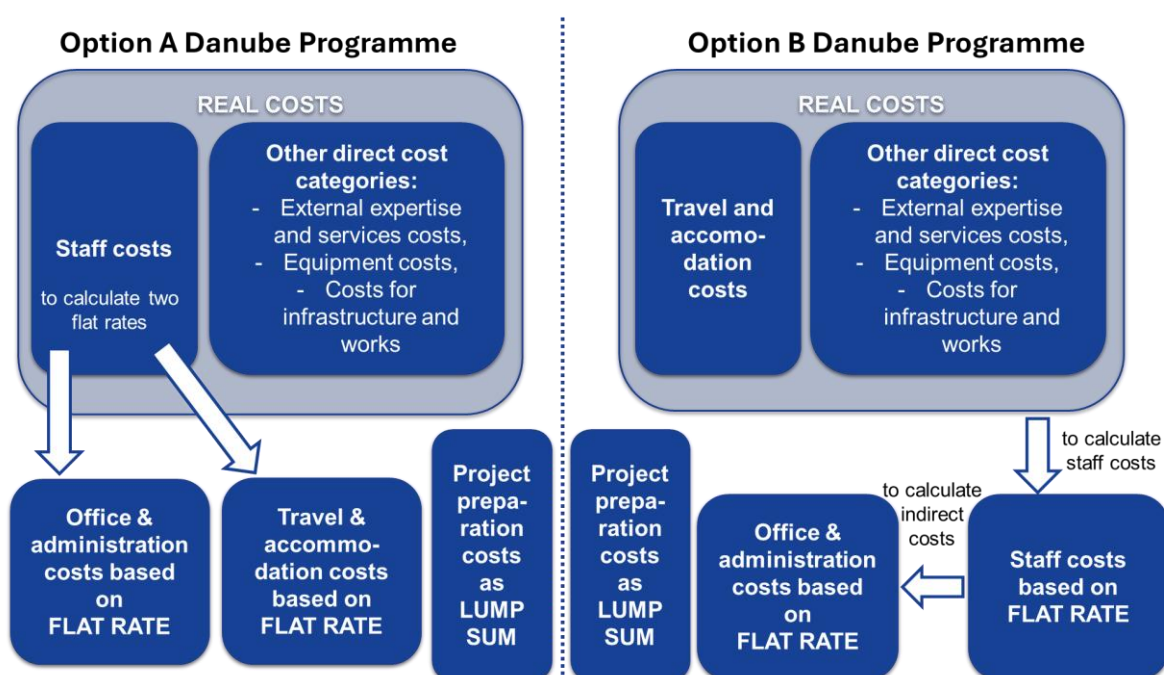 Option A Danube Programme
REAL COSTS
Staff costs
to calculate two
flat rates
Other direct cost
categories:
- External expertise
and services costs,
- Equipment costs,
- Costs for
infrastructure and
works
Office &
administration
costs based
on
FLAT RATE
Travel &
accommo-
dation costs
based on
FLAT RATE
Project
prepa-
ration
costs
as
LUMP
SUM
Option B Danube Programme
REAL COSTS
Travel and
accomo-
dation
costs
Other direct cost
categories:
- External expertise
and services costs,
- Equipment costs,
- Costs for
infrastructure and
works
to calculate
staff costs
Project
prepa-
ration
costs
as
LUMP
SUM
Office &
administration
costs based
on
FLAT RATE
to calculate
indirect
costs
Staff costs
based on
FLAT RATE